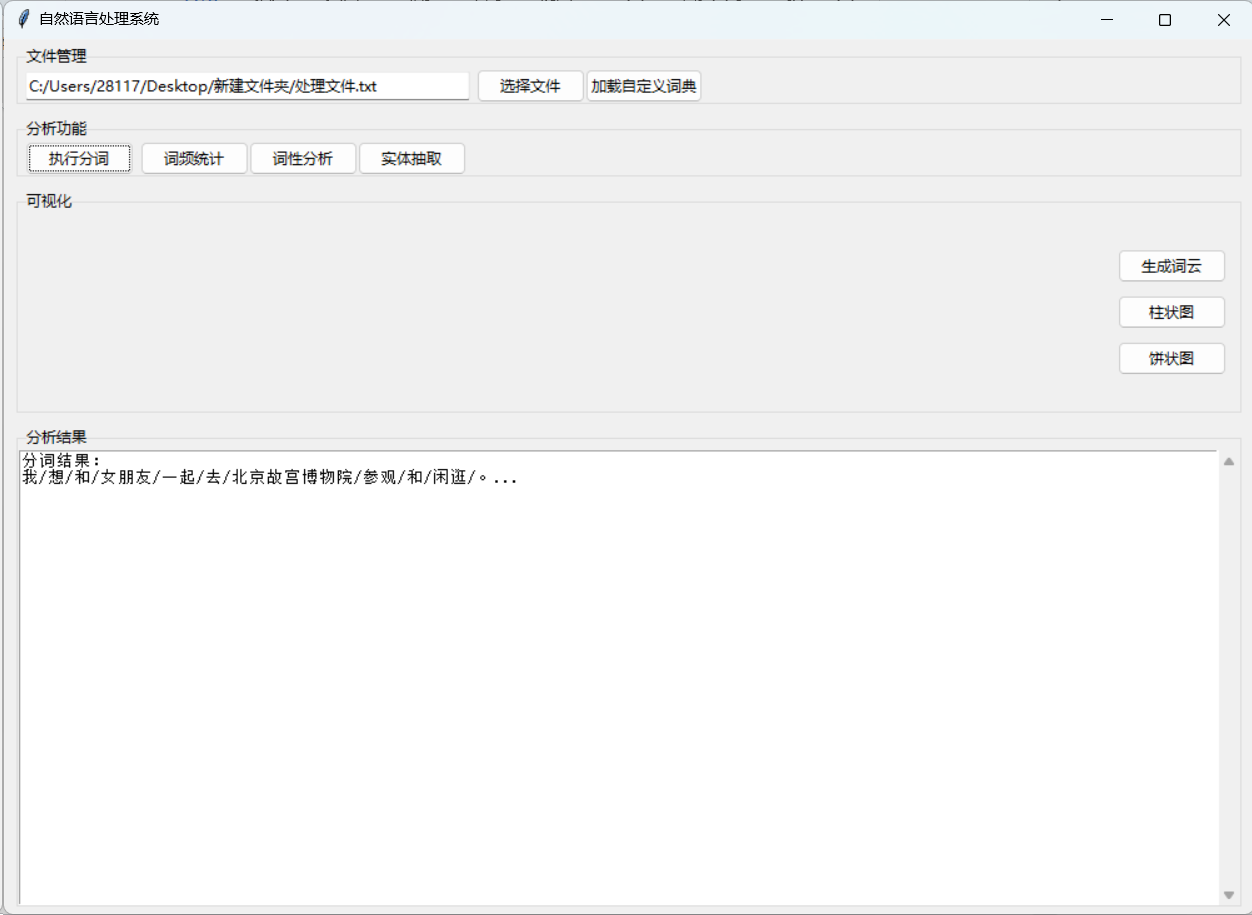 自然语言处理系统
文件管理
C:/Users/28117/Desktop/新建文件夹/处理文件.txt 选择文件 加载自定义词典
分析功能
执行分词 词频统计 词性分析 实体抽取
可视化
生成词云
柱状图
饼状图
分析结果
分词结果:
我/想/和/女朋友/一起/去/北京故宫博物院/参观/和/闲逛/。...